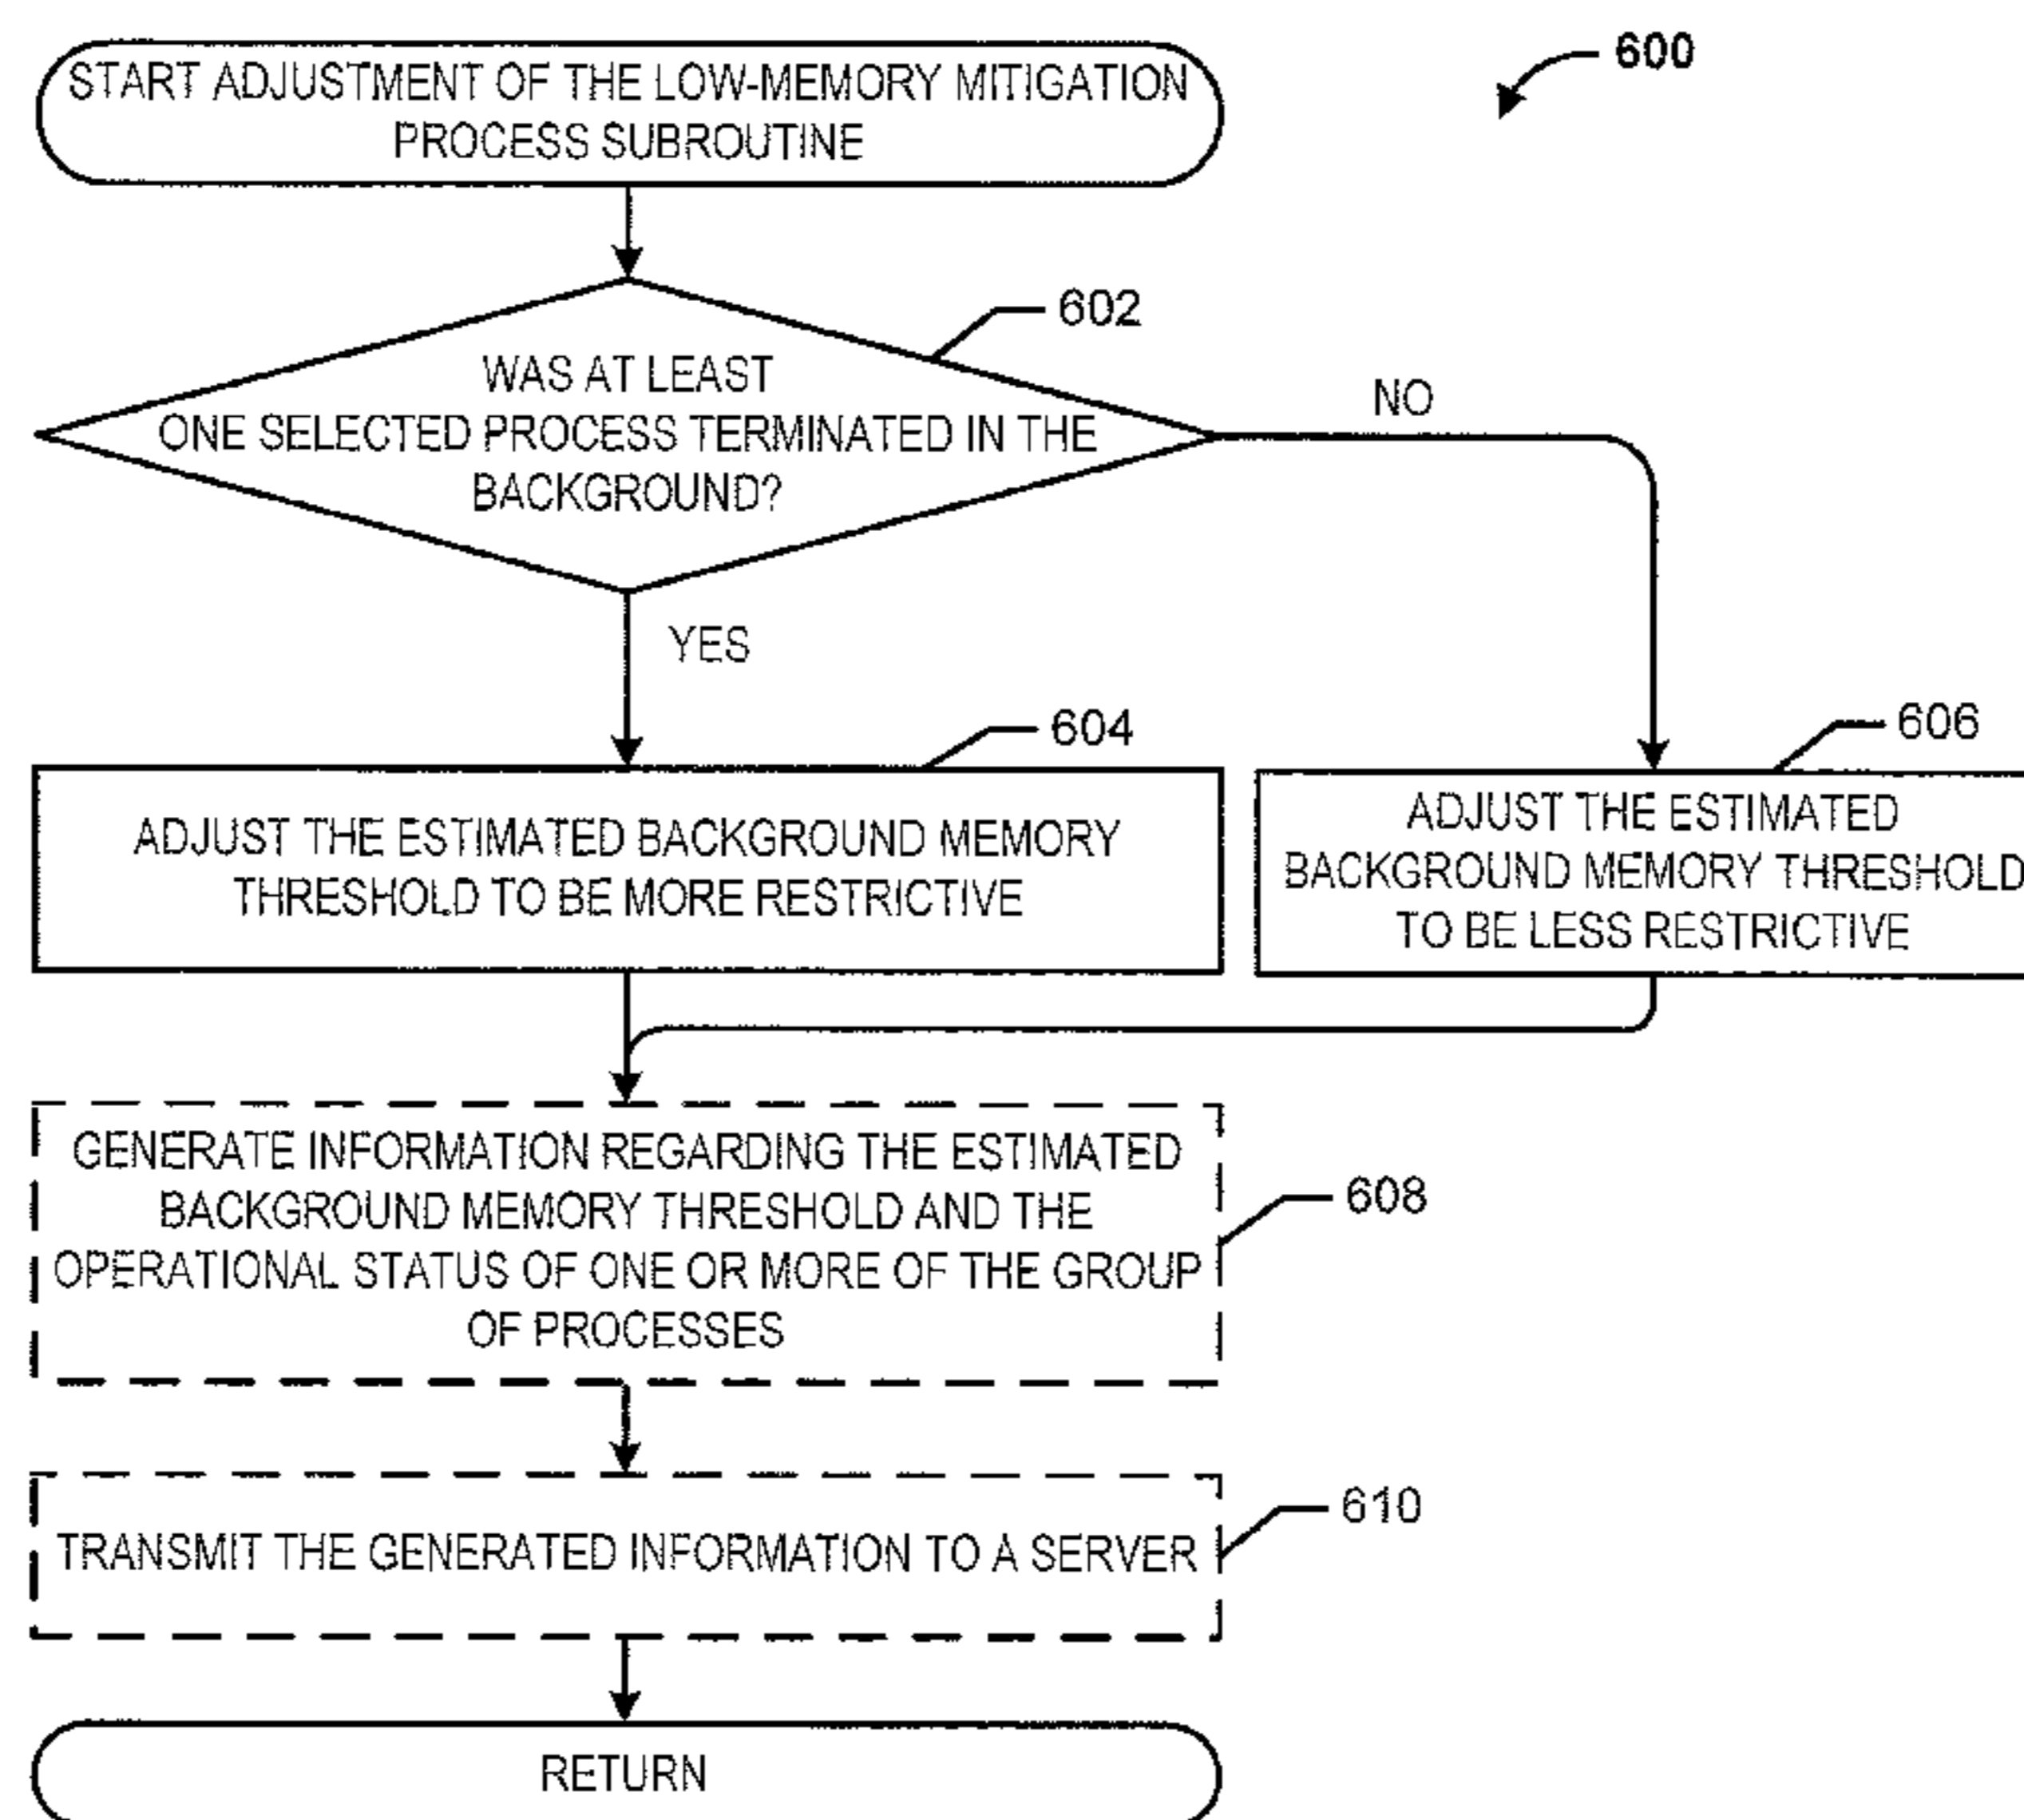 START ADJUSTMENT OF THE LOW-MEMORY MITIGATION
PROCESS SUBROUTINE
600
602
WAS AT LEAST
ONE SELECTED PROCESS TERMINATED IN THE
BACKGROUND?
NO
YES
604
606
ADJUST THE ESTIMATED BACKGROUND MEMORY
THRESHOLD TO BE MORE RESTRICTIVE
ADJUST THE ESTIMATED
BACKGROUND MEMORY THRESHOLD
TO BE LESS RESTRICTIVE
GENERATE INFORMATION REGARDING THE ESTIMATED
BACKGROUND MEMORY THRESHOLD AND THE
OPERATIONAL STATUS OF ONE OR MORE OF THE GROUP
OF PROCESSES
608
TRANSMIT THE GENERATED INFORMATION TO A SERVER
610
RETURN